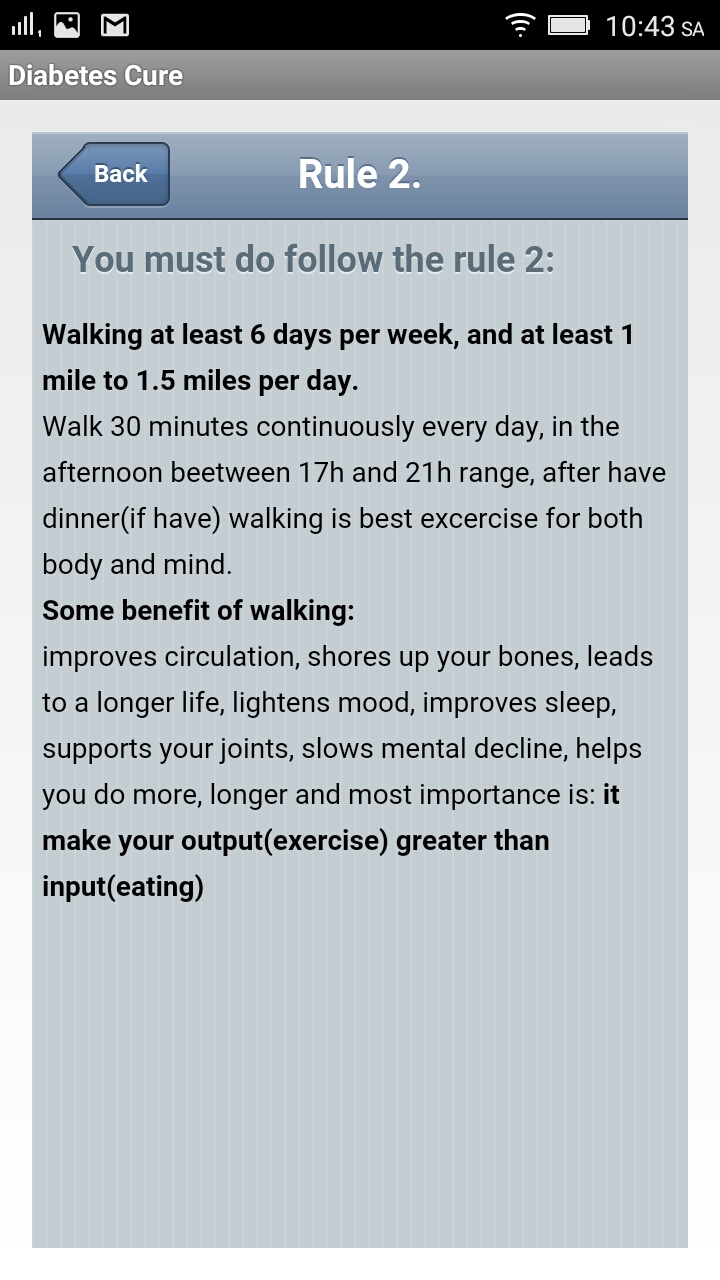 10:43 SA
Diabetes Cure
Back
Rule 2.
You must do follow the rule 2:
Walking at least 6 days per week, and at least 1
mile to 1.5 miles per day.
Walk 30 minutes continuously every day, in the
afternoon beetween 17h and 21h range, after have
dinner(if have) walking is best excercise for both
body and mind.
Some benefit of walking:
improves circulation, shores up your bones, leads
to a longer life, lightens mood, improves sleep,
supports your joints, slows mental decline, helps
you do more, longer and most importance is: it
make your output(exercise) greater than
input(eating)